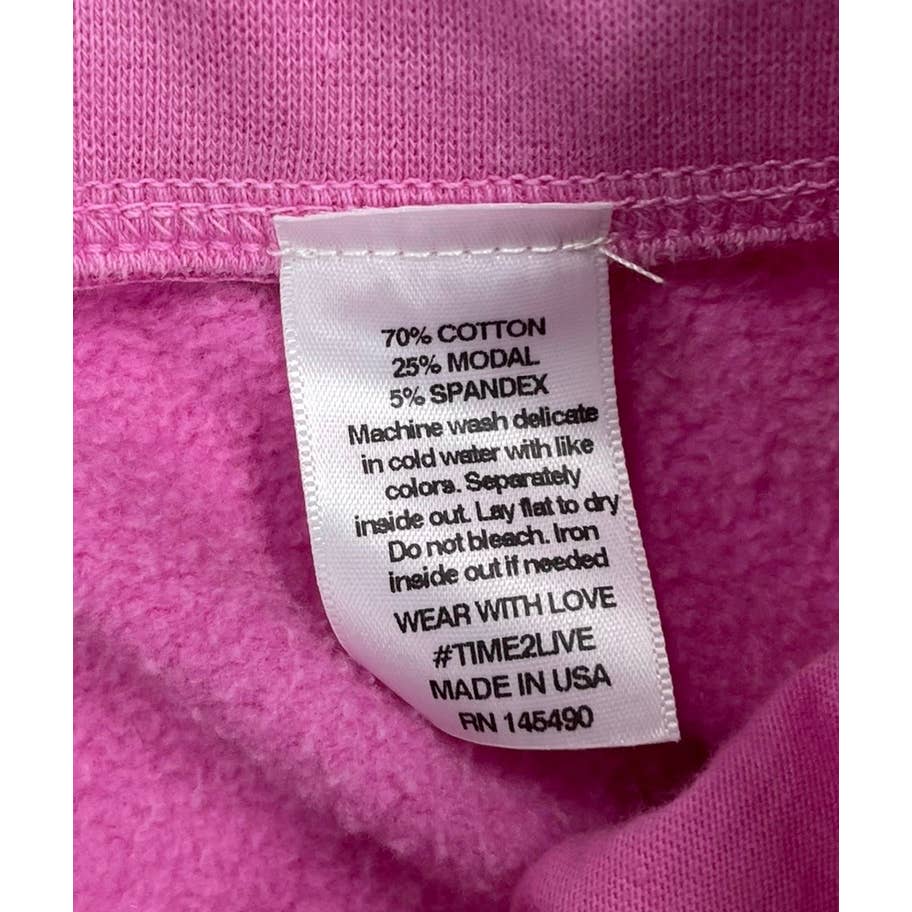 70% COTTON
25% MODAL
5% SPANDEX
Machine wash delicate
in cold water with like
colors. Separately
inside out. Lay flat to dry
Do not bleach. Iron
inside out if needed
WEAR WITH LOVE
#TIME2LIVE
MADE IN USA
RN 145490